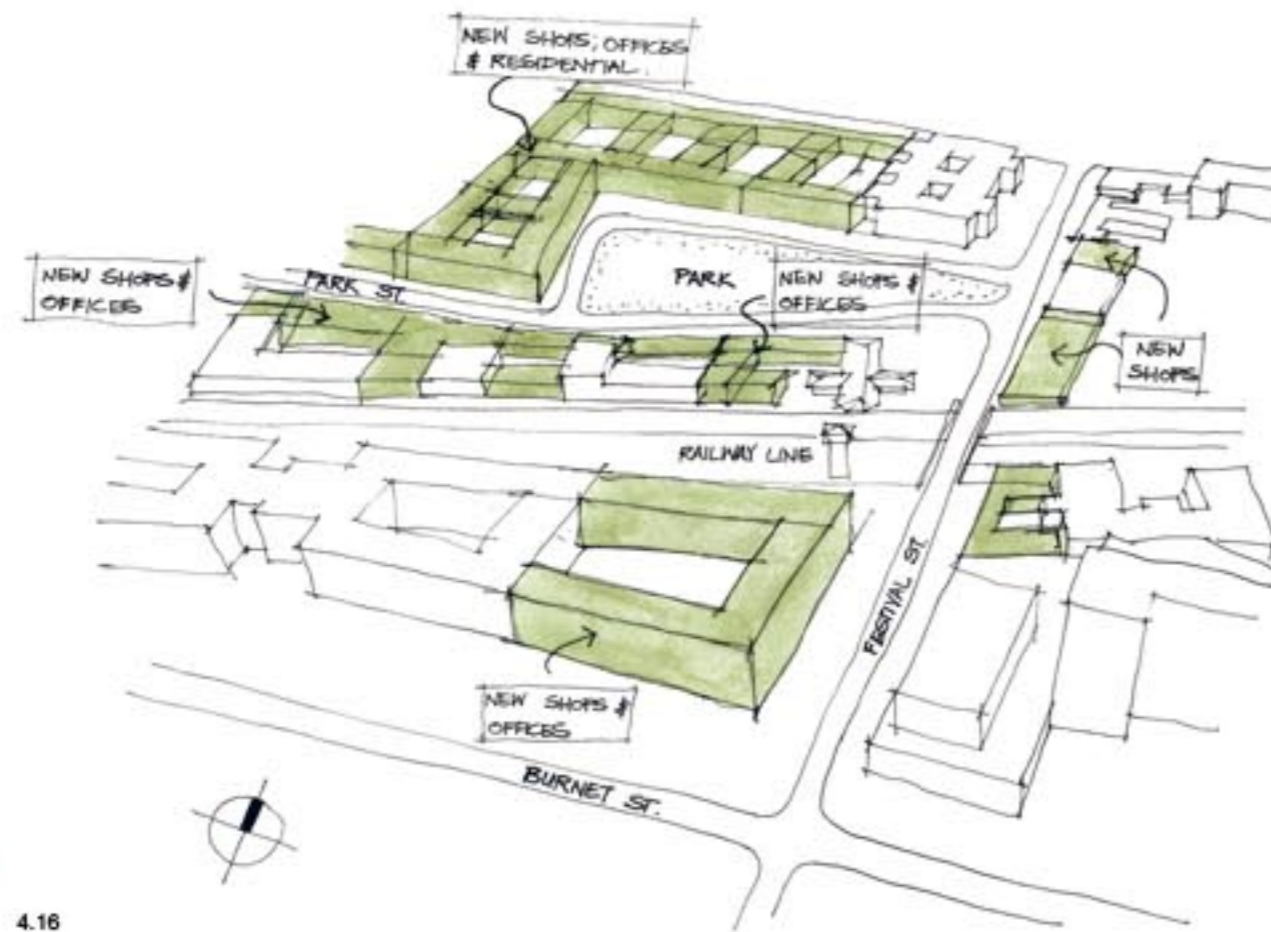 NEW SHOPS, OFFICES
& RESIDENTIAL.
NEW SHOPS &
OFFICES
PARK ST.
PARK
NEW SHOPS &
OFFICES
NEW
SHOPS
RAILWAY LINE
FESTIVAL ST.
NEW SHOPS &
OFFICES
BURNET ST.
4.16